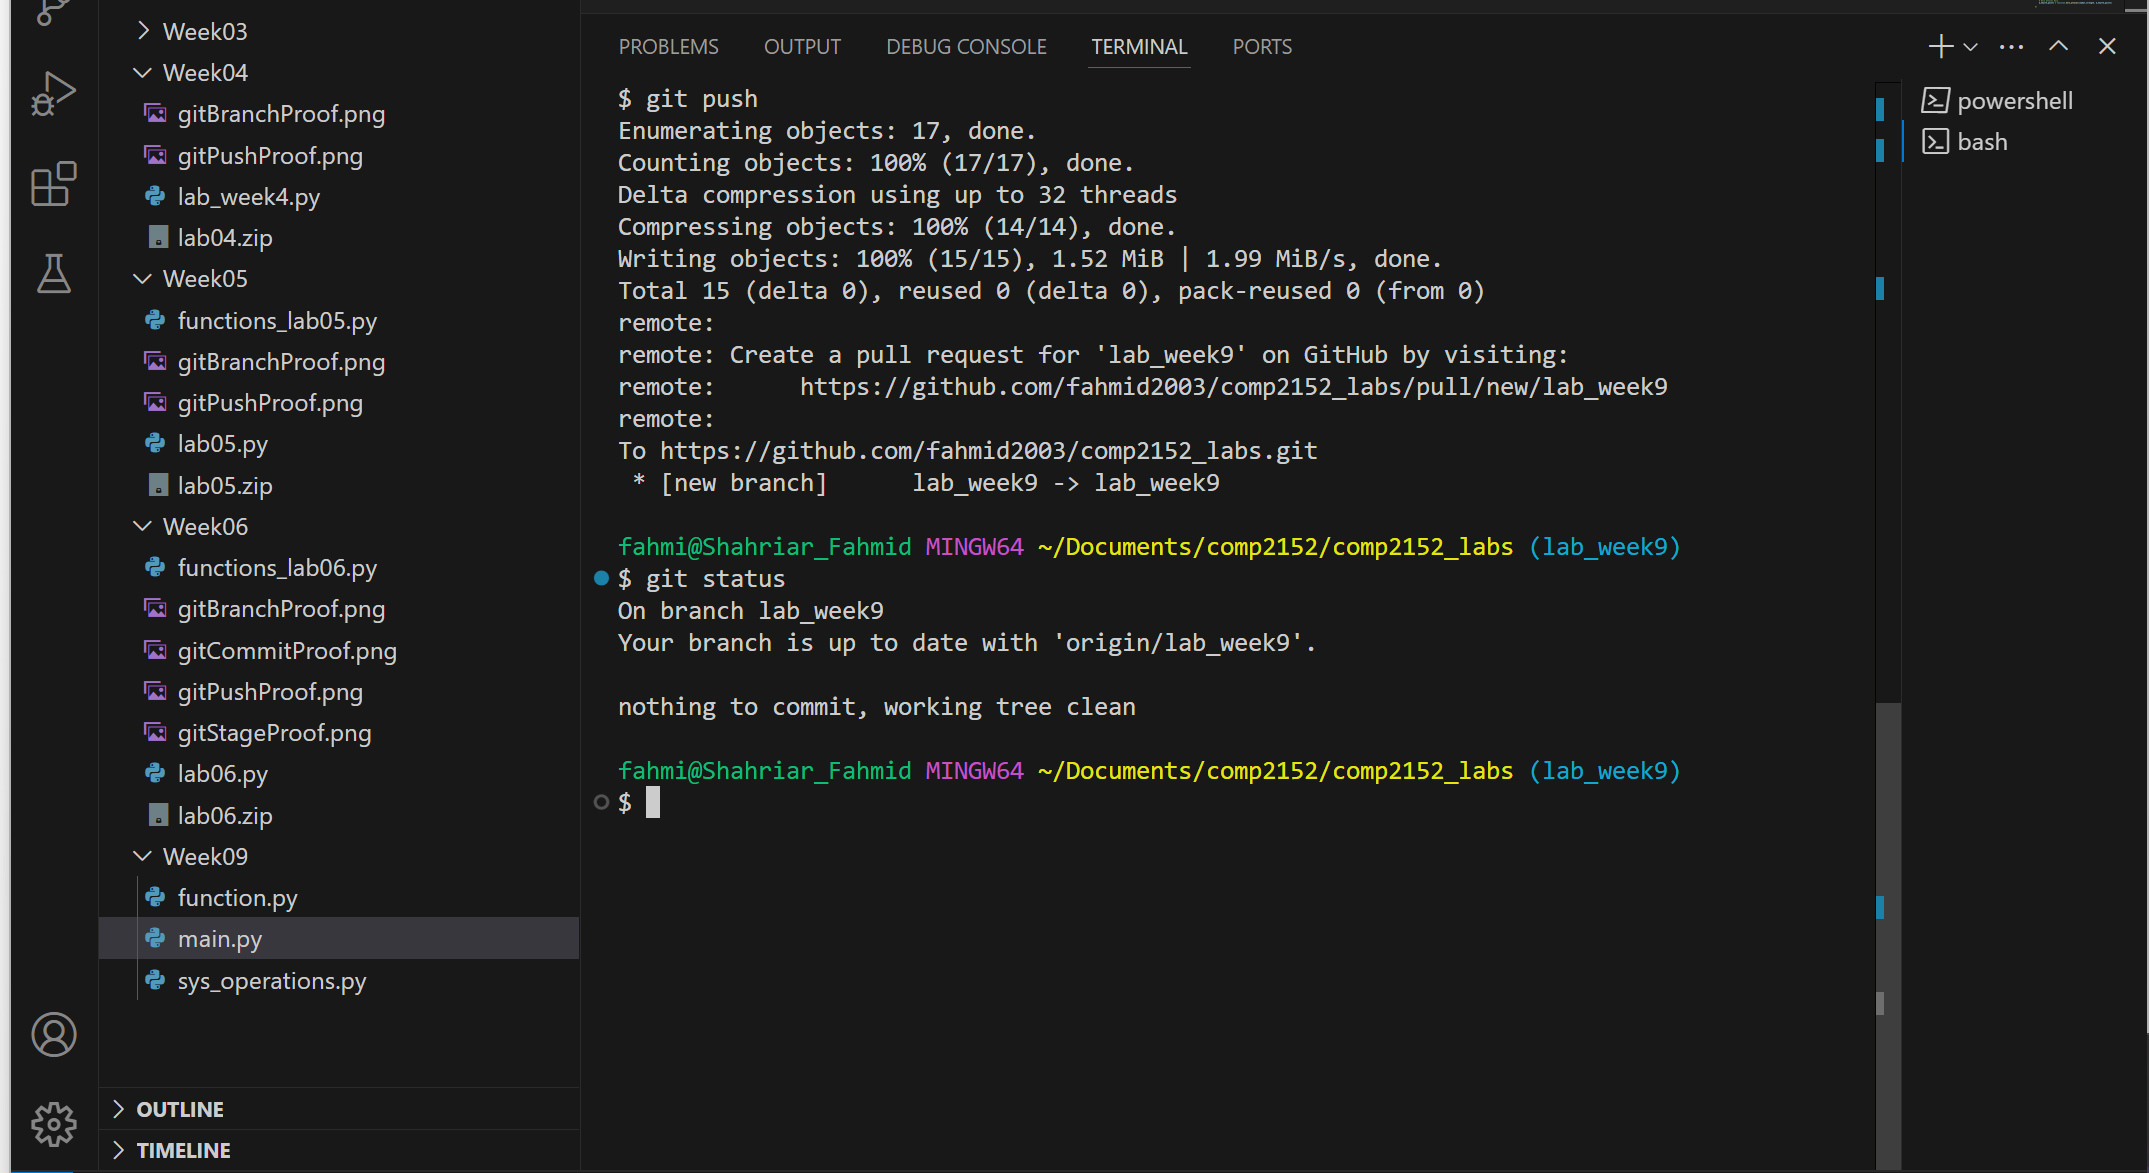 Week03
Week04
gitBranchProof.png
gitPushProof.png
lab_week4.py
lab04.zip
Week05
functions_lab05.py
gitBranchProof.png
gitPushProof.png
lab05.py
lab05.zip
Week06
functions_lab06.py
gitBranchProof.png
gitCommitProof.png
gitPushProof.png
gitStageProof.png
lab06.py
lab06.zip
Week09
function.py
main.py
sys_operations.py
OUTLINE
TIMELINE
PROBLEMS OUTPUT DEBUG CONSOLE TERMINAL PORTS
$ git push
Enumerating objects: 17, done.
Counting objects: 100% (17/17), done.
Delta compression using up to 32 threads
Compressing objects: 100% (14/14), done.
Writing objects: 100% (15/15), 1.52 MiB | 1.99 MiB/s, done.
Total 15 (delta 0), reused 0 (delta 0), pack-reused 0 (from 0)
remote:
remote: Create a pull request for 'lab_week9' on GitHub by visiting:
remote:      https://github.com/fahmid2003/comp2152_labs/pull/new/lab_week9
remote:
To https://github.com/fahmid2003/comp2152_labs.git
 * [new branch]      lab_week9 -> lab_week9
fahmi@Shahriar_Fahmid MINGW64 ~/Documents/comp2152/comp2152_labs (lab_week9)
$ git status
On branch lab_week9
Your branch is up to date with 'origin/lab_week9'.
nothing to commit, working tree clean
fahmi@Shahriar_Fahmid MINGW64 ~/Documents/comp2152/comp2152_labs (lab_week9)
$
powershell
bash